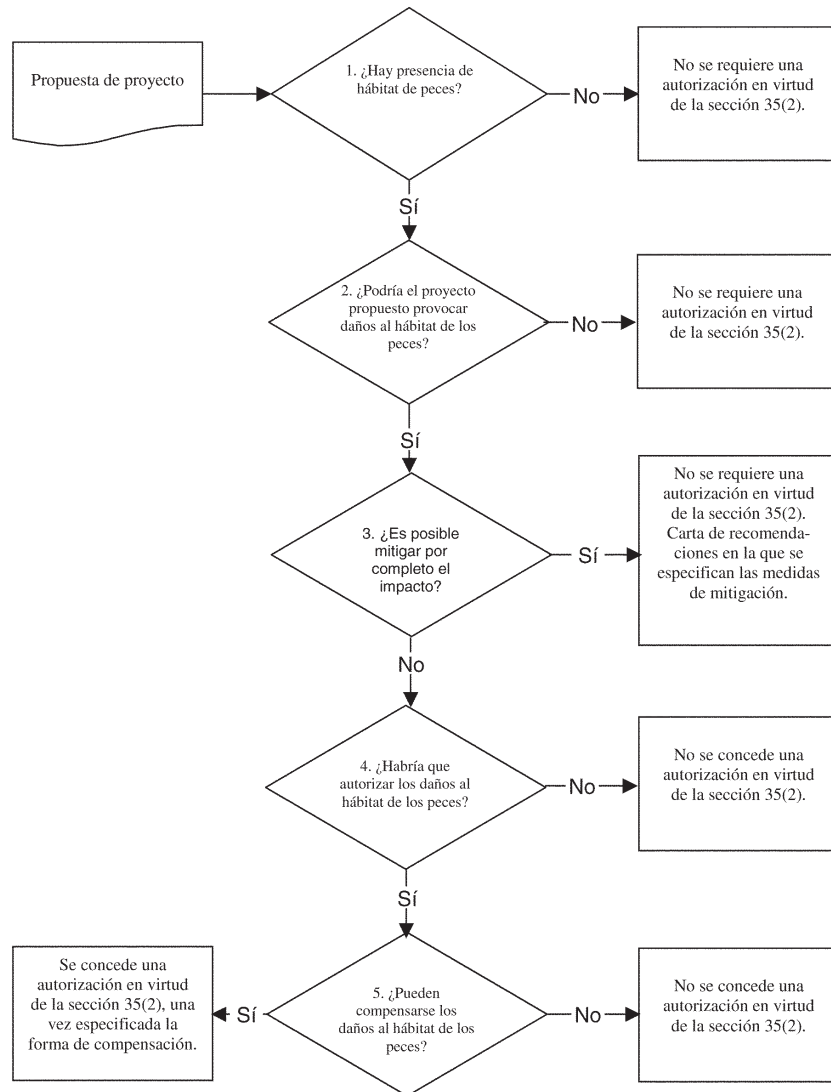 Propuesta de proyecto
1. ¿Hay presencia de
hábitat de peces?
No
No se requiere una
autorización en virtud
de la sección 35(2).
Sí
2. ¿Podría el proyecto
propuesto provocar
daños al hábitat de los
peces?
No
No se requiere una
autorización en virtud
de la sección 35(2).
Sí
3. ¿Es posible
mitigar por
completo el
impacto?
Sí
No se requiere una
autorización en virtud
de la sección 35(2).
Carta de recomenda-
ciones en la que se
especifican las medidas
de mitigación.
No
4. ¿Habría que
autorizar los daños al
hábitat de los peces?
No
No se concede una
autorización en virtud
de la sección 35(2).
Sí
Se concede una
autorización en virtud
de la sección 35(2), una
vez especificada la
forma de compensación.
Sí
5. ¿Pueden
compensarse los
daños al hábitat de los
peces?
No
No se concede una
autorización en virtud
de la sección 35(2).